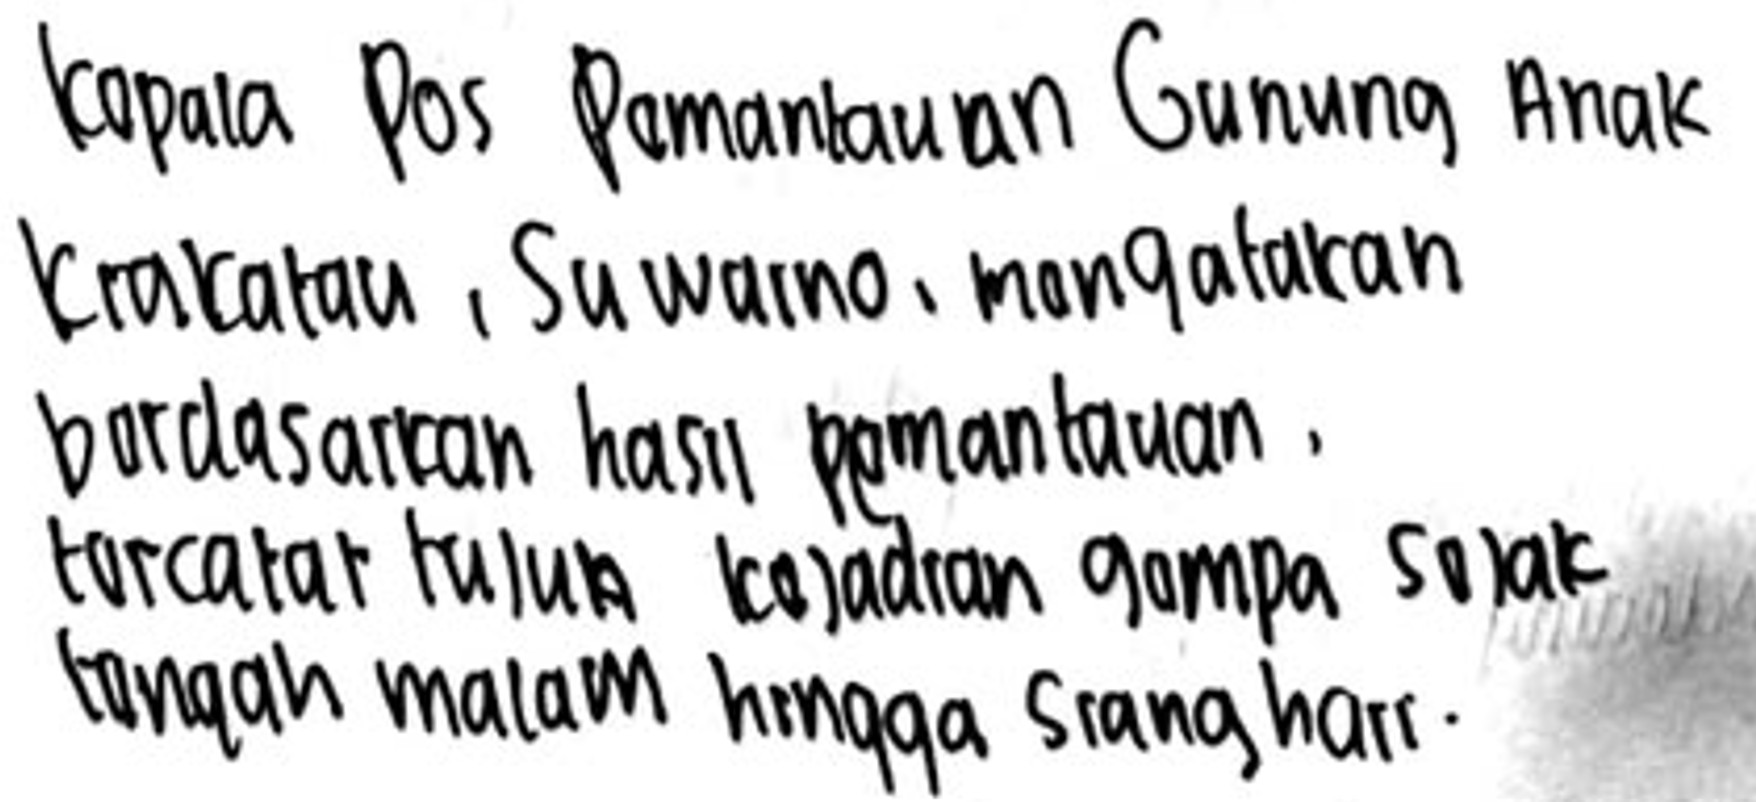 Kepala Pos Pemantauan Gunung Anak
Krakatau, Suwarno, mengatakan
berdasarkan hasil pemantauan,
tercatat tujuh kejadian gempa sejak
tengah malam hingga siang hari.